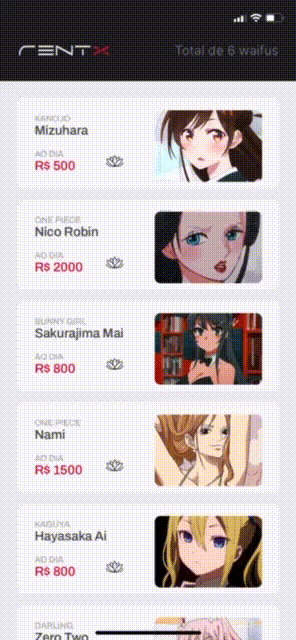 RENTX
Total de 6 waifus
KANOJO
Mizuhara
AO DIA
R$ 500
ONE PIECE
Nico Robin
AO DIA
R$ 2000
BUNNY GIRL
Sakurajima Mai
AO DIA
R$ 800
ONE PIECE
Nami
AO DIA
R$ 1500
KAGUYA
Hayasaka Ai
AO DIA
R$ 800
DARLING
Zero Two